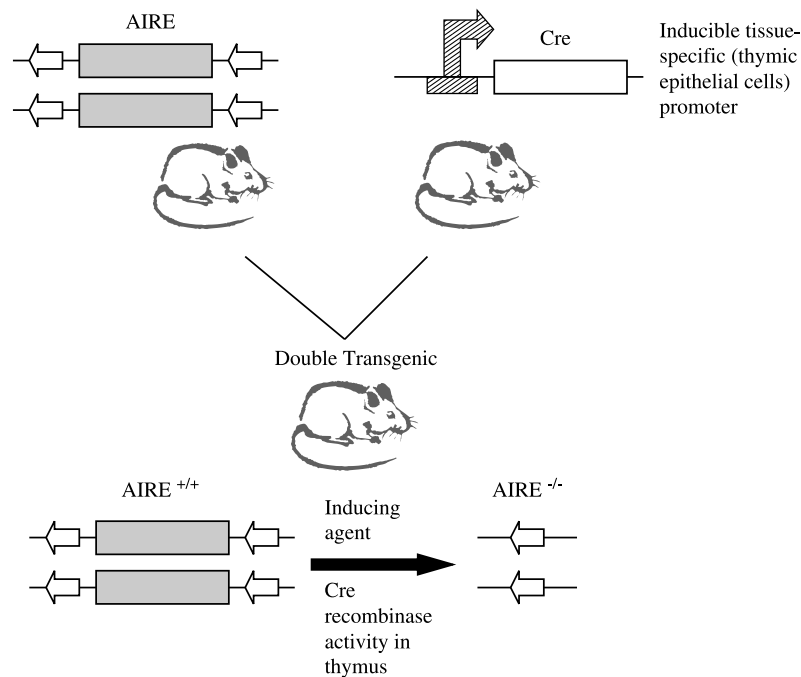 AIRE
Cre
Inducible tissue-
specific (thymic
epithelial cells)
promoter
Double Transgenic
AIRE +/+
Inducing
agent
Cre
recombinase
activity in
thymus
AIRE -/-